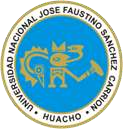 UNIVERSIDAD NACIONAL JOSE FAUSTINO SANCHEZ CARRION
• HUACHO •